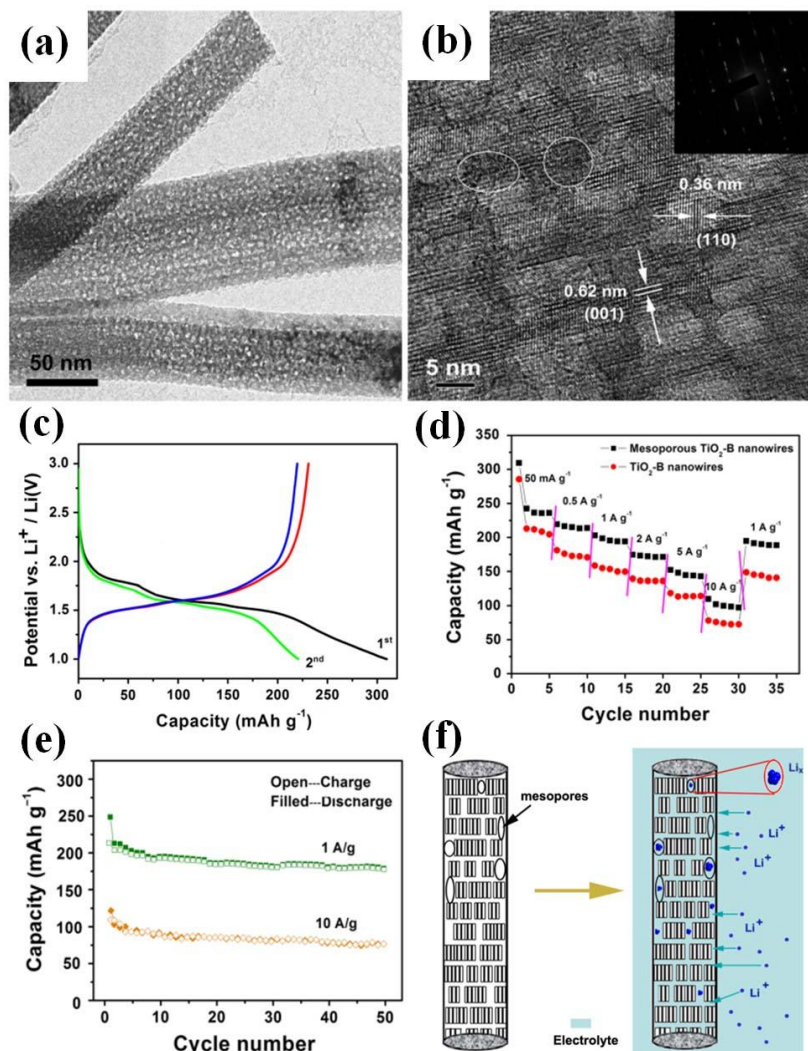 (a)
50 nm
(b)
0.36 nm
(110)
0.62 nm
(001)
5 nm
(c)
Potential vs. Li⁺ / Li(V)
3.0
2.5
2.0
1.5
1.0
1st
2nd
0 50 100 150 200 250 300
Capacity (mAh g⁻¹)
(d)
Capacity (mAh g⁻¹)
350
300
250
200
150
100
50
0
Mesoporous TiO₂-B nanowires
TiO₂-B nanowires
50 mA g⁻¹
0.5 A g⁻¹
1 A g⁻¹
2 A g⁻¹
5 A g⁻¹
10 A g⁻¹
1 A g⁻¹
0 5 10 15 20 25 30 35
Cycle number
(e)
Capacity (mAh g⁻¹)
300
250
200
150
100
50
0
Open---Charge
Filled---Discharge
1 A/g
10 A/g
0 10 20 30 40 50
Cycle number
(f)
mesopores
Liₓ
Li⁺
Li⁺
Li⁺
Li⁺
Electrolyte